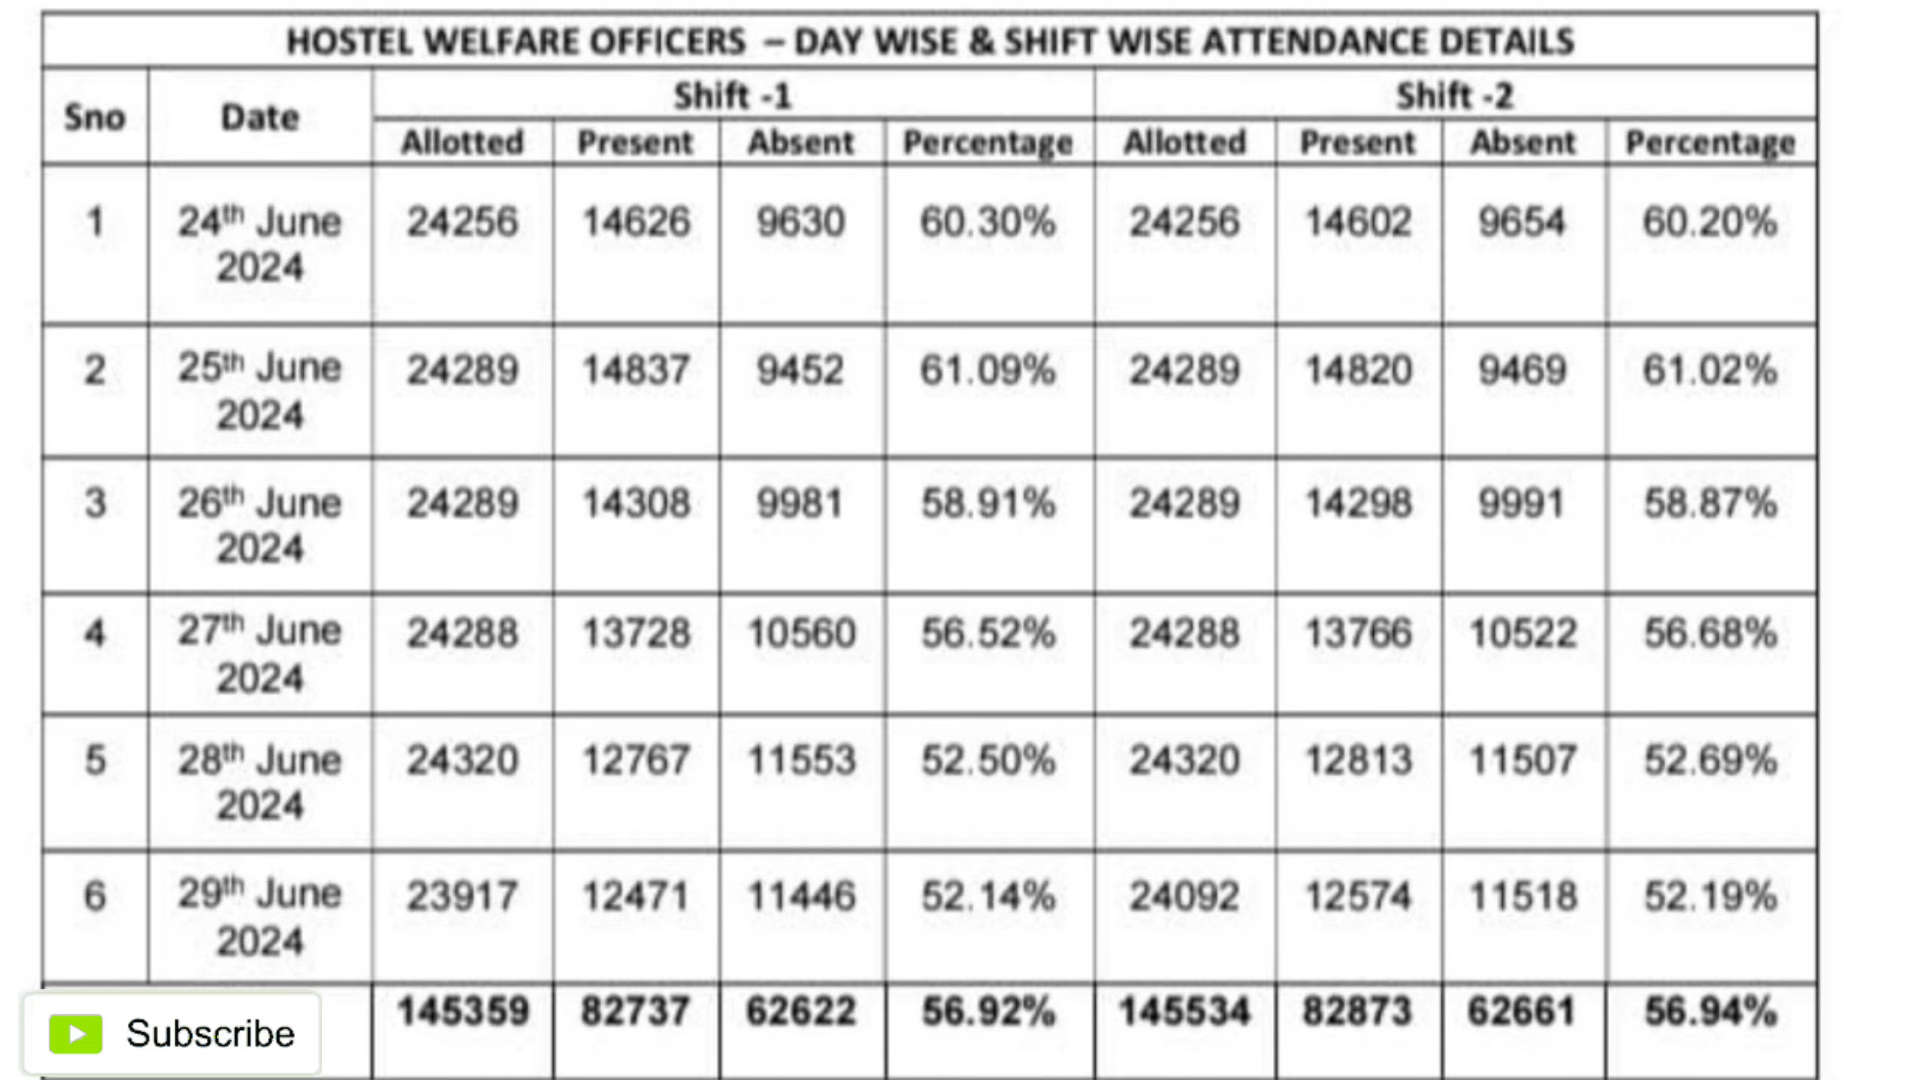 HOSTEL WELFARE OFFICERS – DAY WISE & SHIFT WISE ATTENDANCE DETAILS
Sno Date Shift -1 Shift -2
Allotted Present Absent Percentage Allotted Present Absent Percentage
1 24th June 24256 14626 9630 60.30% 24256 14602 9654 60.20%
2024
2 25th June 24289 14837 9452 61.09% 24289 14820 9469 61.02%
2024
3 26th June 24289 14308 9981 58.91% 24289 14298 9991 58.87%
2024
4 27th June 24288 13728 10560 56.52% 24288 13766 10522 56.68%
2024
5 28th June 24320 12767 11553 52.50% 24320 12813 11507 52.69%
2024
6 29th June 23917 12471 11446 52.14% 24092 12574 11518 52.19%
2024
145359 82737 62622 56.92% 145534 82873 62661 56.94%
Subscribe